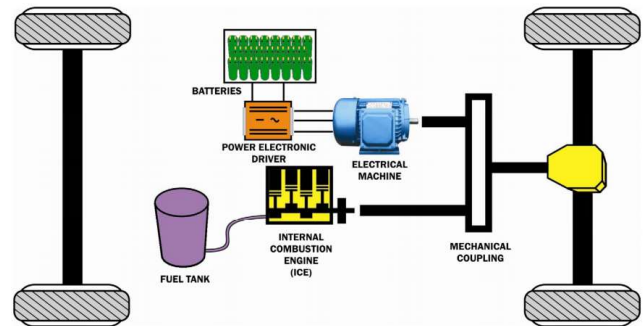 BATTERIES
POWER ELECTRONIC
DRIVER
ELECTRICAL
MACHINE
INTERNAL
COMBUSTION
ENGINE
(ICE)
FUEL TANK
MECHANICAL
COUPLING